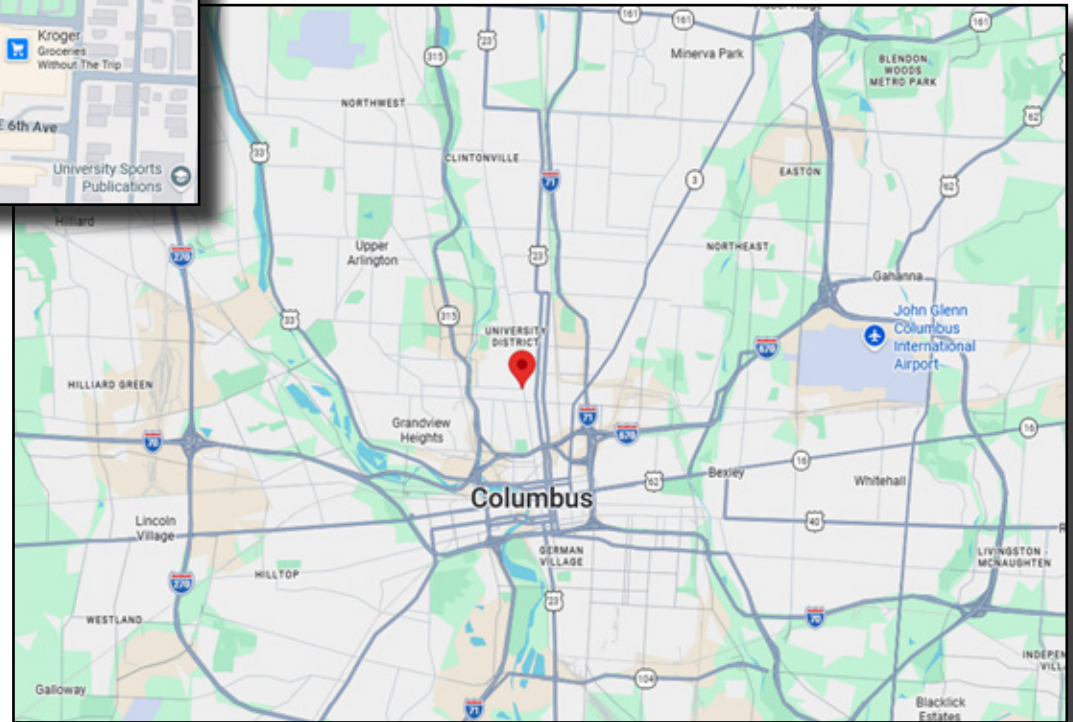 Kroger
Groceries
Without The Trip
E 6th Ave
University Sports
Publications
161
161
161
23
Minerva Park
315
BLENDON
WOODS
METRO PARK
NORTHWEST
62
33
CLINTONVILLE
71
3
EASTON
62
Hilliard
270
Upper
Arlington
23
NORTHEAST
Gahanna
33
315
UNIVERSITY
DISTRICT
John Glenn
Columbus
International
Airport
670
HILLIARD GREEN
Grandview
Heights
71
670
16
70
16
Bexley
62
Whitehall
Columbus
Lincoln
Village
40
GERMAN
VILLAGE
LIVINGSTON -
MCNAUGHTEN
HILLTOP
270
23
WESTLAND
70
104
Galloway
71
Blacklick
Estates